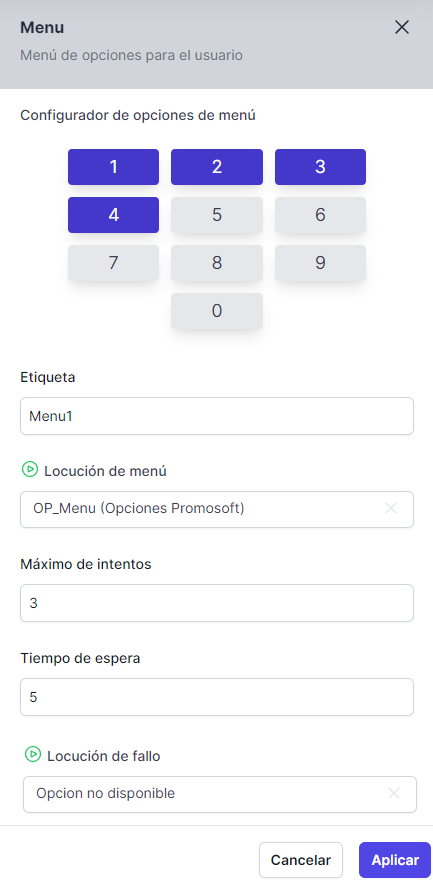 Menu
Menú de opciones para el usuario
Configurador de opciones de menú
1 2 3
4 5 6
7 8 9
0
Etiqueta
Menu1
Locución de menú
OP_Menu (Opciones Promosoft)
Máximo de intentos
3
Tiempo de espera
5
Locución de fallo
Opcion no disponible
Cancelar Aplicar